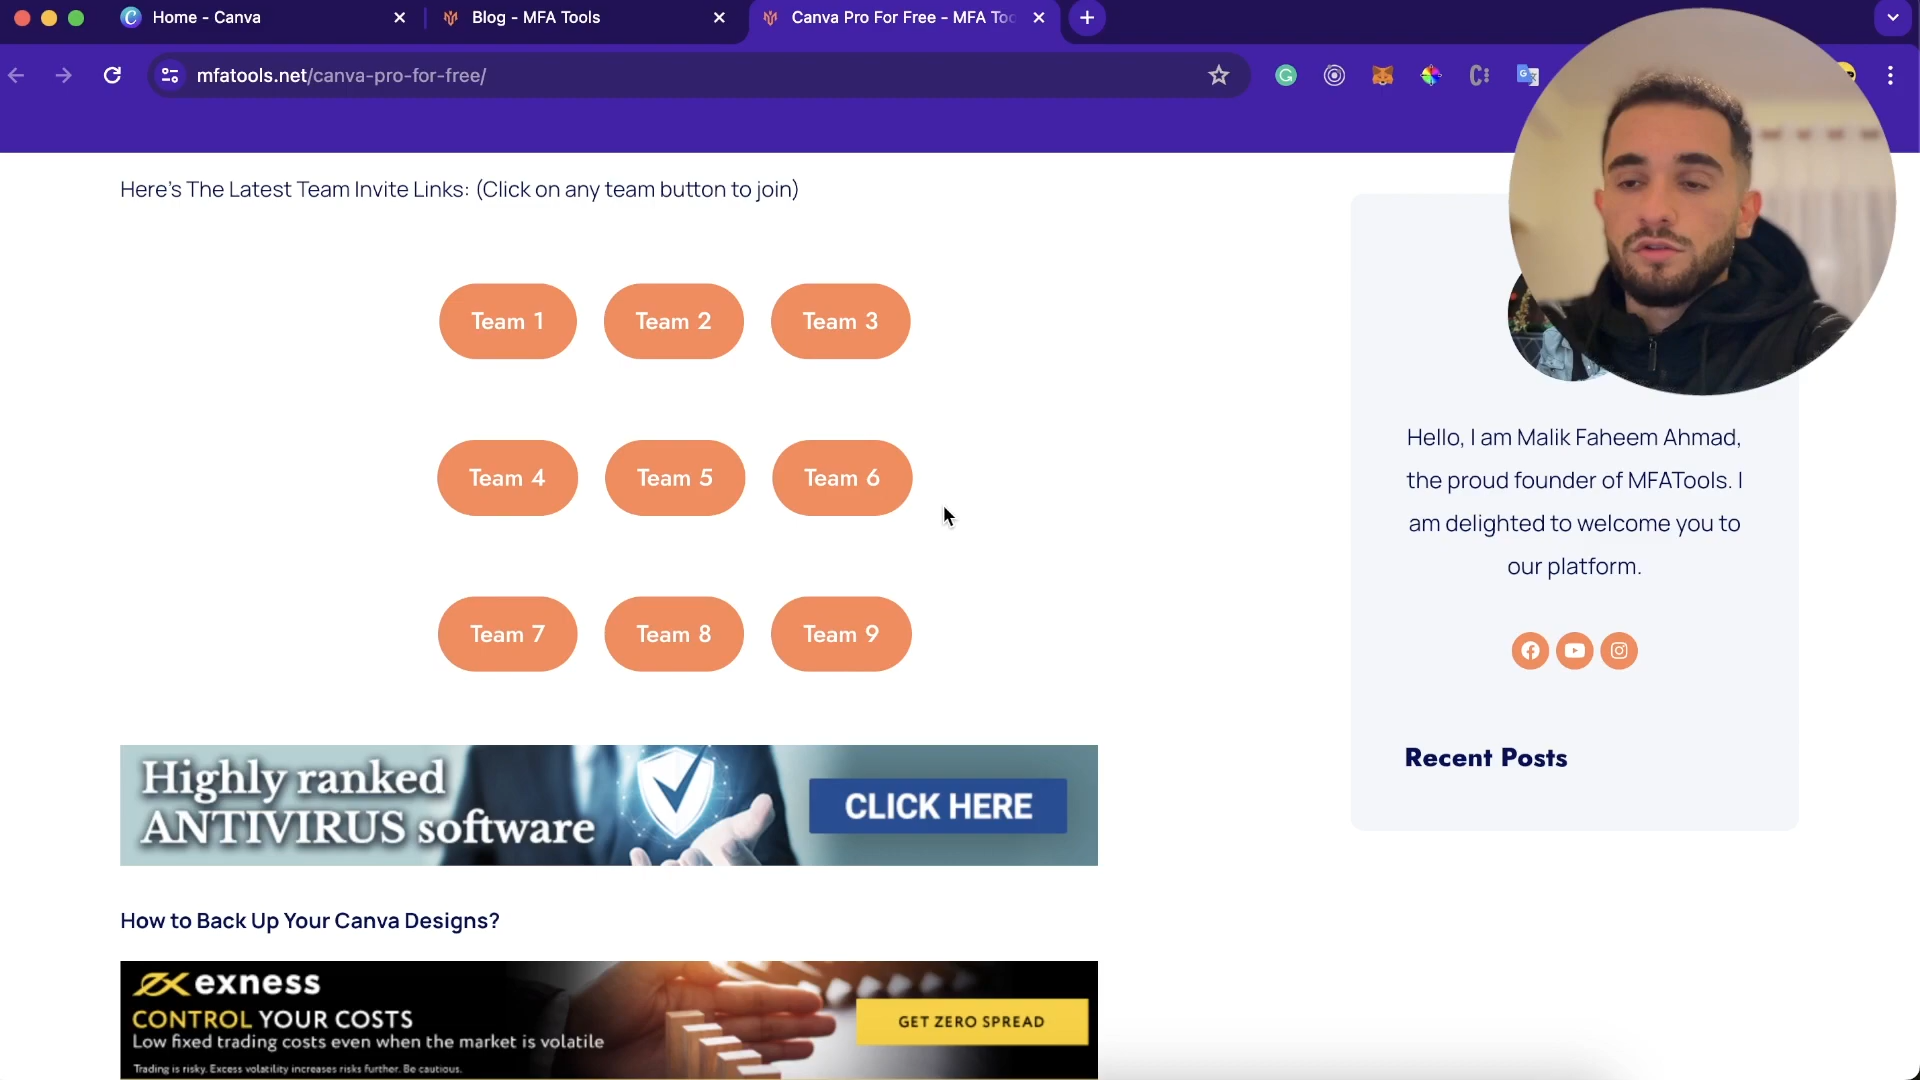 Home - Canva
Blog - MFA Tools
Canva Pro For Free - MFA Too
mfatools.net/canva-pro-for-free/
Here's The Latest Team Invite Links: (Click on any team button to join)
Team 1
Team 2
Team 3
Team 4
Team 5
Team 6
Team 7
Team 8
Team 9
Highly ranked
ANTIVIRUS software
CLICK HERE
How to Back Up Your Canva Designs?
exness
CONTROL YOUR COSTS
Low fixed trading costs even when the market is volatile
Trading is risky. Excess volatility increases risks further. Be cautious.
GET ZERO SPREAD
Hello, I am Malik Faheem Ahmad,
the proud founder of MFATools. I
am delighted to welcome you to
our platform.
Recent Posts